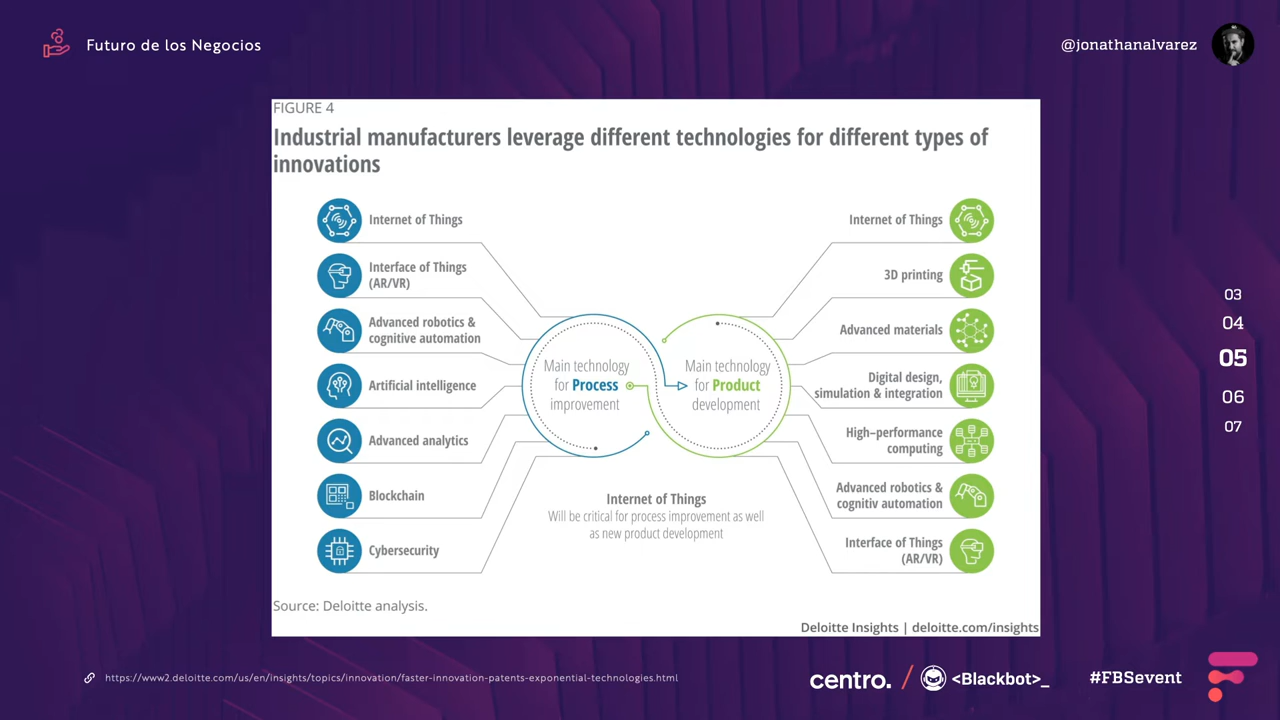 Futuro de los Negocios
@jonathanalvarez
FIGURE 4
Industrial manufacturers leverage different technologies for different types of
innovations
Internet of Things
Interface of Things
(AR/VR)
Advanced robotics &
cognitive automation
Artificial intelligence
Advanced analytics
Blockchain
Cybersecurity
Main technology
for Process
improvement
Main technology
for Product
development
Internet of Things
Will be critical for process improvement as well
as new product development
Internet of Things
3D printing
Advanced materials
Digital design,
simulation & integration
High–performance
computing
Advanced robotics &
cognitiv automation
Interface of Things
(AR/VR)
Source: Deloitte analysis.
Deloitte Insights | deloitte.com/insights
03
04
05
06
07
https://www2.deloitte.com/us/en/insights/topics/innovation/faster-innovation-patents-exponential-technologies.html
centro. / <Blackbot>_
#FBSevent